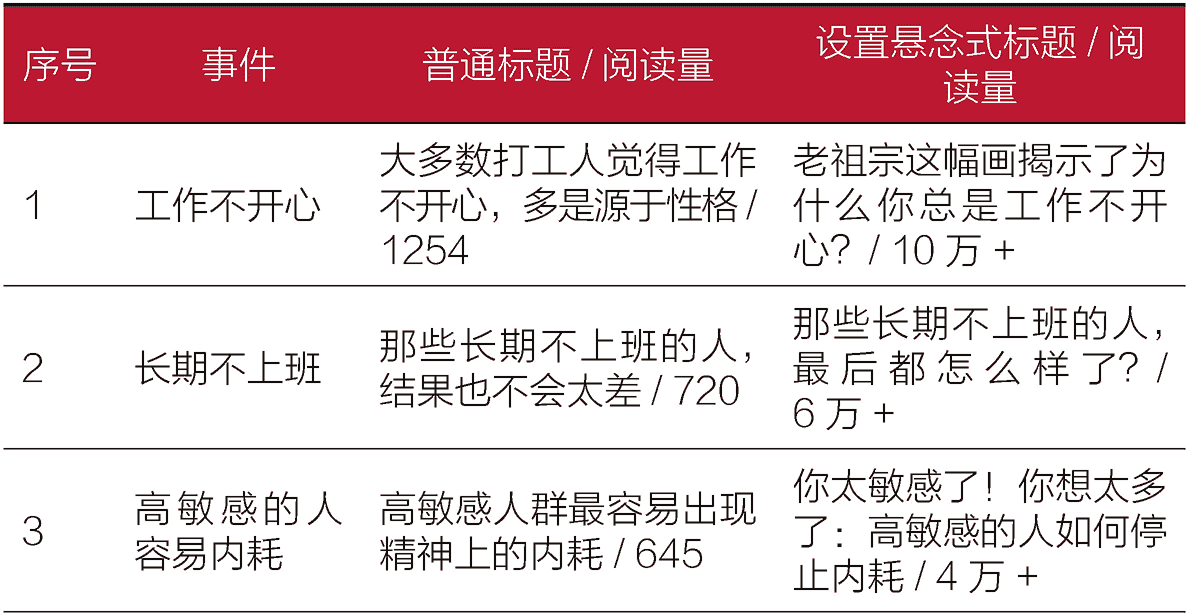 序号
事件
普通标题 / 阅读量
设置悬念式标题 / 阅
读量
1
工作不开心
大多数打工人觉得工作
不开心，多是源于性格 /
1254
老祖宗这幅画揭示了为
什么你总是工作不开
心？/ 10 万 +
2
长期不上班
那些长期不上班的人，
结果也不会太差 / 720
那些长期不上班的人，
最后都怎么样了？/
6 万 +
3
高敏感的人
容易内耗
高敏感人群最容易出现
精神上的内耗 / 645
你太敏感了！你想太多
了：高敏感的人如何停
止内耗 / 4 万 +